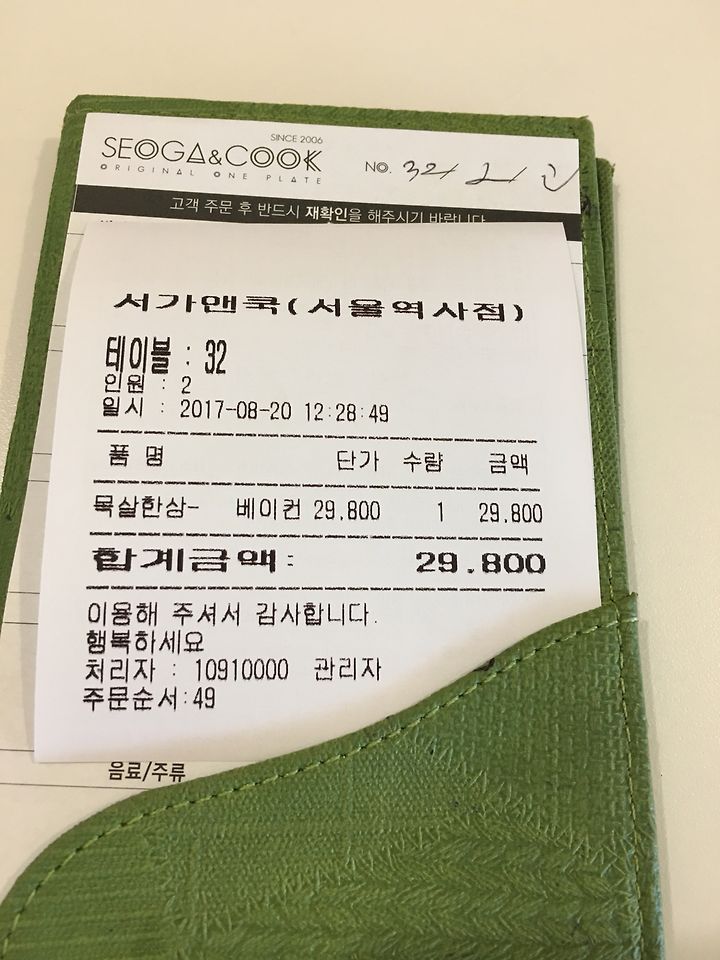 SINCE 2006
SEOGA&COOK
ORIGINAL ONE PLATE
NO. 32
고객 주문 후 반드시 재확인을 해주시기 바랍니다
서가앤쿡(서울역사점)
테이블 : 32
인원 : 2
일시 : 2017-08-20 12:28:49
품 명 단가 수량 금액
목살한상- 베이컨 29,800 1 29,800
합계금액: 29,800
이용해 주셔서 감사합니다.
행복하세요
처리자 : 10910000 관리자
주문순서:49
음료/주류